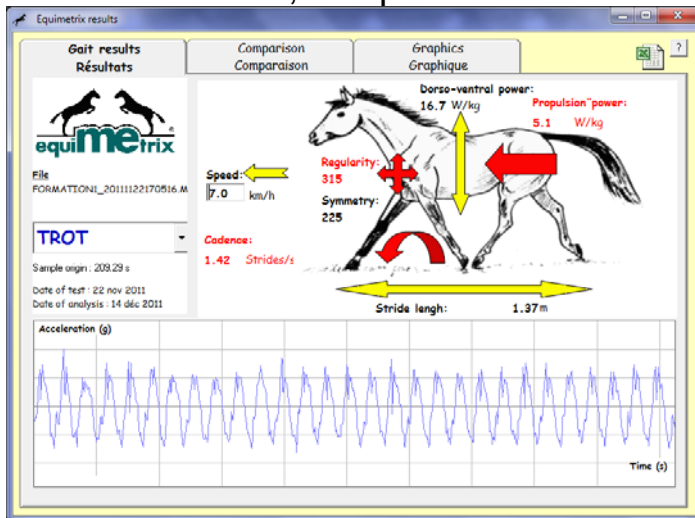 Equimetrix results
Gait results
Résultats
Comparison
Comparaison
Graphics
Graphique
?
equimetrix
®
File
FORMATION1_20111122170516.M
TROT
Sample origin : 209.29 s
Date of test : 22 nov 2011
Date of analysis : 14 déc 2011
Dorso-ventral power:
16.7 W/kg
Propulsion power:
5.1 W/kg
Regularity:
315
Symmetry:
225
Speed:
7.0 km/h
Cadence:
1.42 Strides/s
Stride lengh: 1.37m
Acceleration (g)
Time (s)